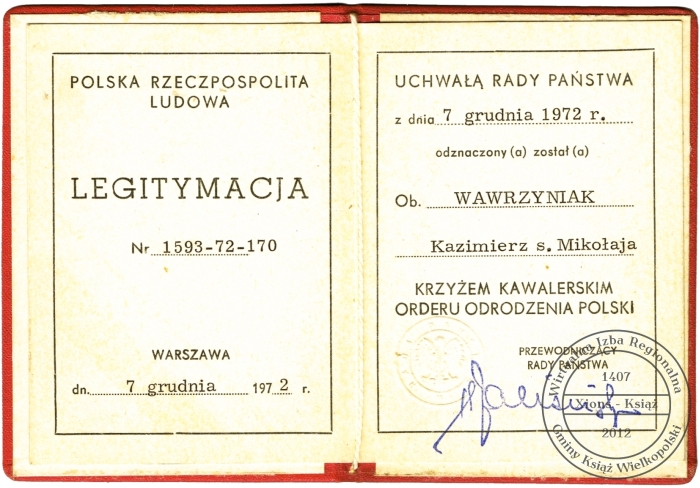 POLSKA RZECZPOSPOLITA
LUDOWA
LEGITYMACJA
Nr 1593-72-170
WARSZAWA
dn. 7 grudnia 1972 r.
UCHWAŁĄ RADY PAŃSTWA
z dnia 7 grudnia 1972 r.
odznaczony (a) został (a)
Ob. WAWRZYNIAK
Kazimierz s. Mikołaja
KRZYŻEM KAWALERSKIM
ORDERU ODRODZENIA POLSKI
PRZEWODNICZĄCY
RADY PAŃSTWA
Wirtualna Izba Regionalna
1407
Xions - Książ
2012
Gminy Książ Wielkopolski